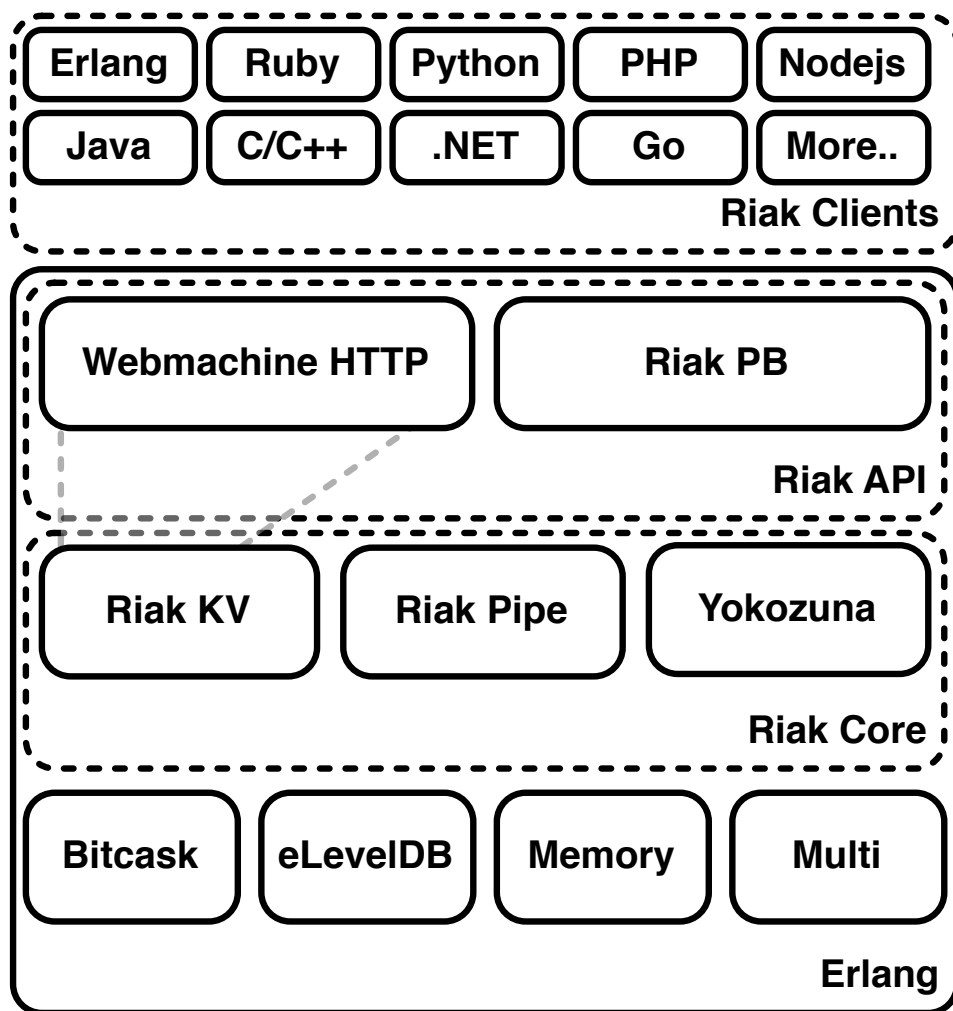 Erlang Ruby Python PHP Nodejs
Java C/C++ .NET Go More..
Riak Clients
Webmachine HTTP Riak PB
Riak API
Riak KV Riak Pipe Yokozuna
Riak Core
Bitcask eLevelDB Memory Multi
Erlang